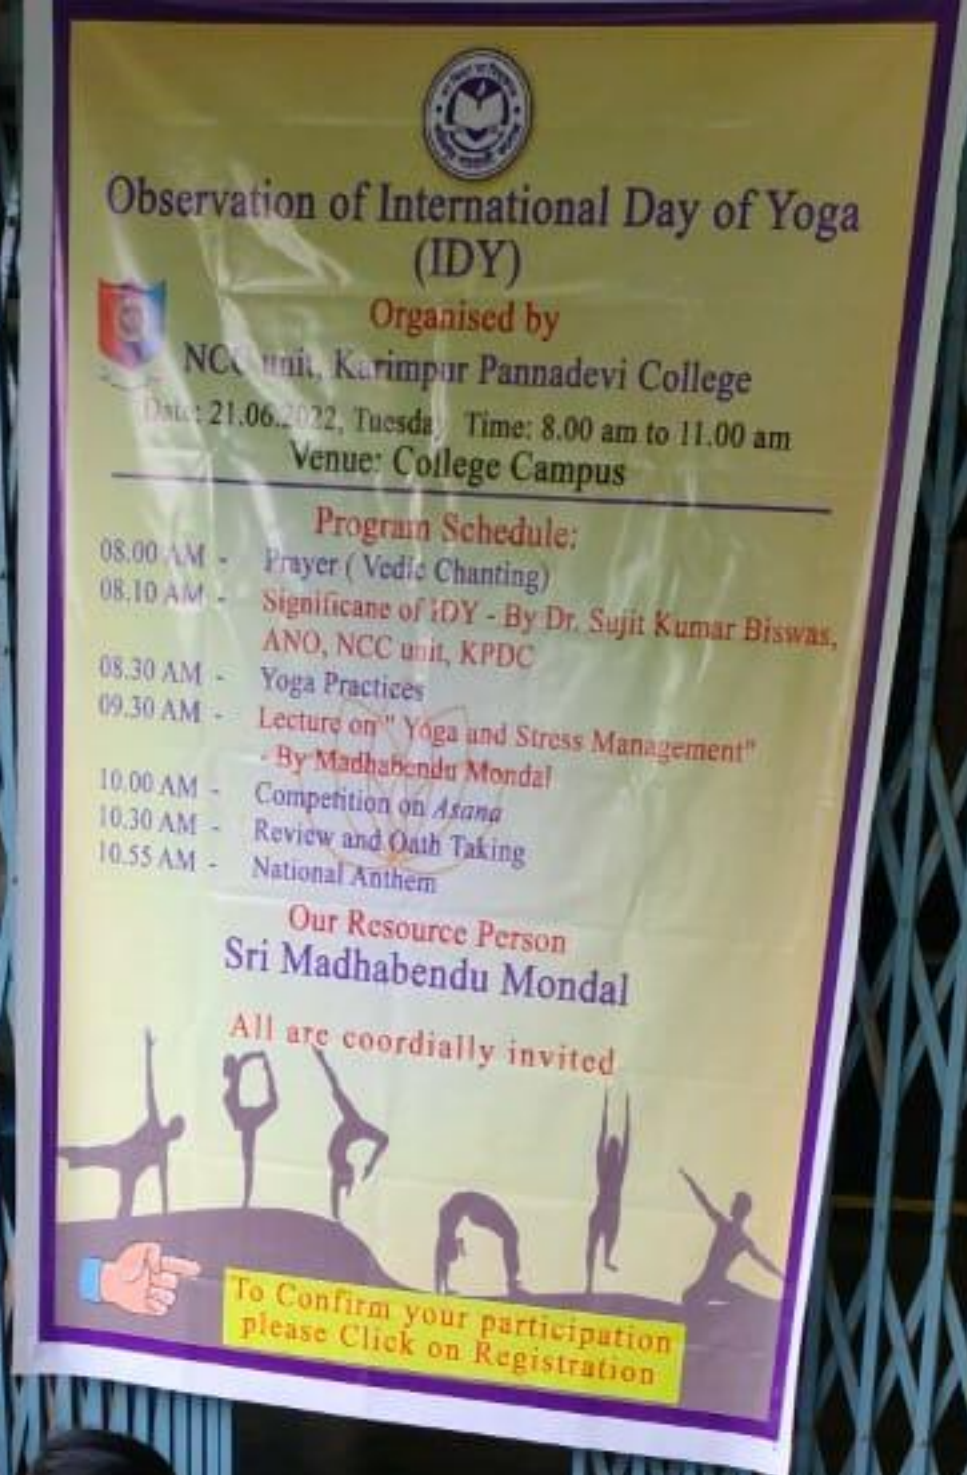 Observation of International Day of Yoga
(IDY)
Organised by
NCC unit, Karimpur Pannadevi College
Date: 21.06.2022, Tuesday Time: 8.00 am to 11.00 am
Venue: College Campus
Program Schedule:
08.00 AM - Prayer ( Vedic Chanting)
08.10 AM - Significane of IDY - By Dr. Sujit Kumar Biswas,
ANO, NCC unit, KPDC
08.30 AM - Yoga Practices
09.30 AM - Lecture on " Yoga and Stress Management"
- By Madhabendu Mondal
10.00 AM - Competition on Asana
10.30 AM - Review and Oath Taking
10.55 AM - National Anthem
Our Resource Person
Sri Madhabendu Mondal
All are coordially invited
To Confirm your participation
please Click on Registration